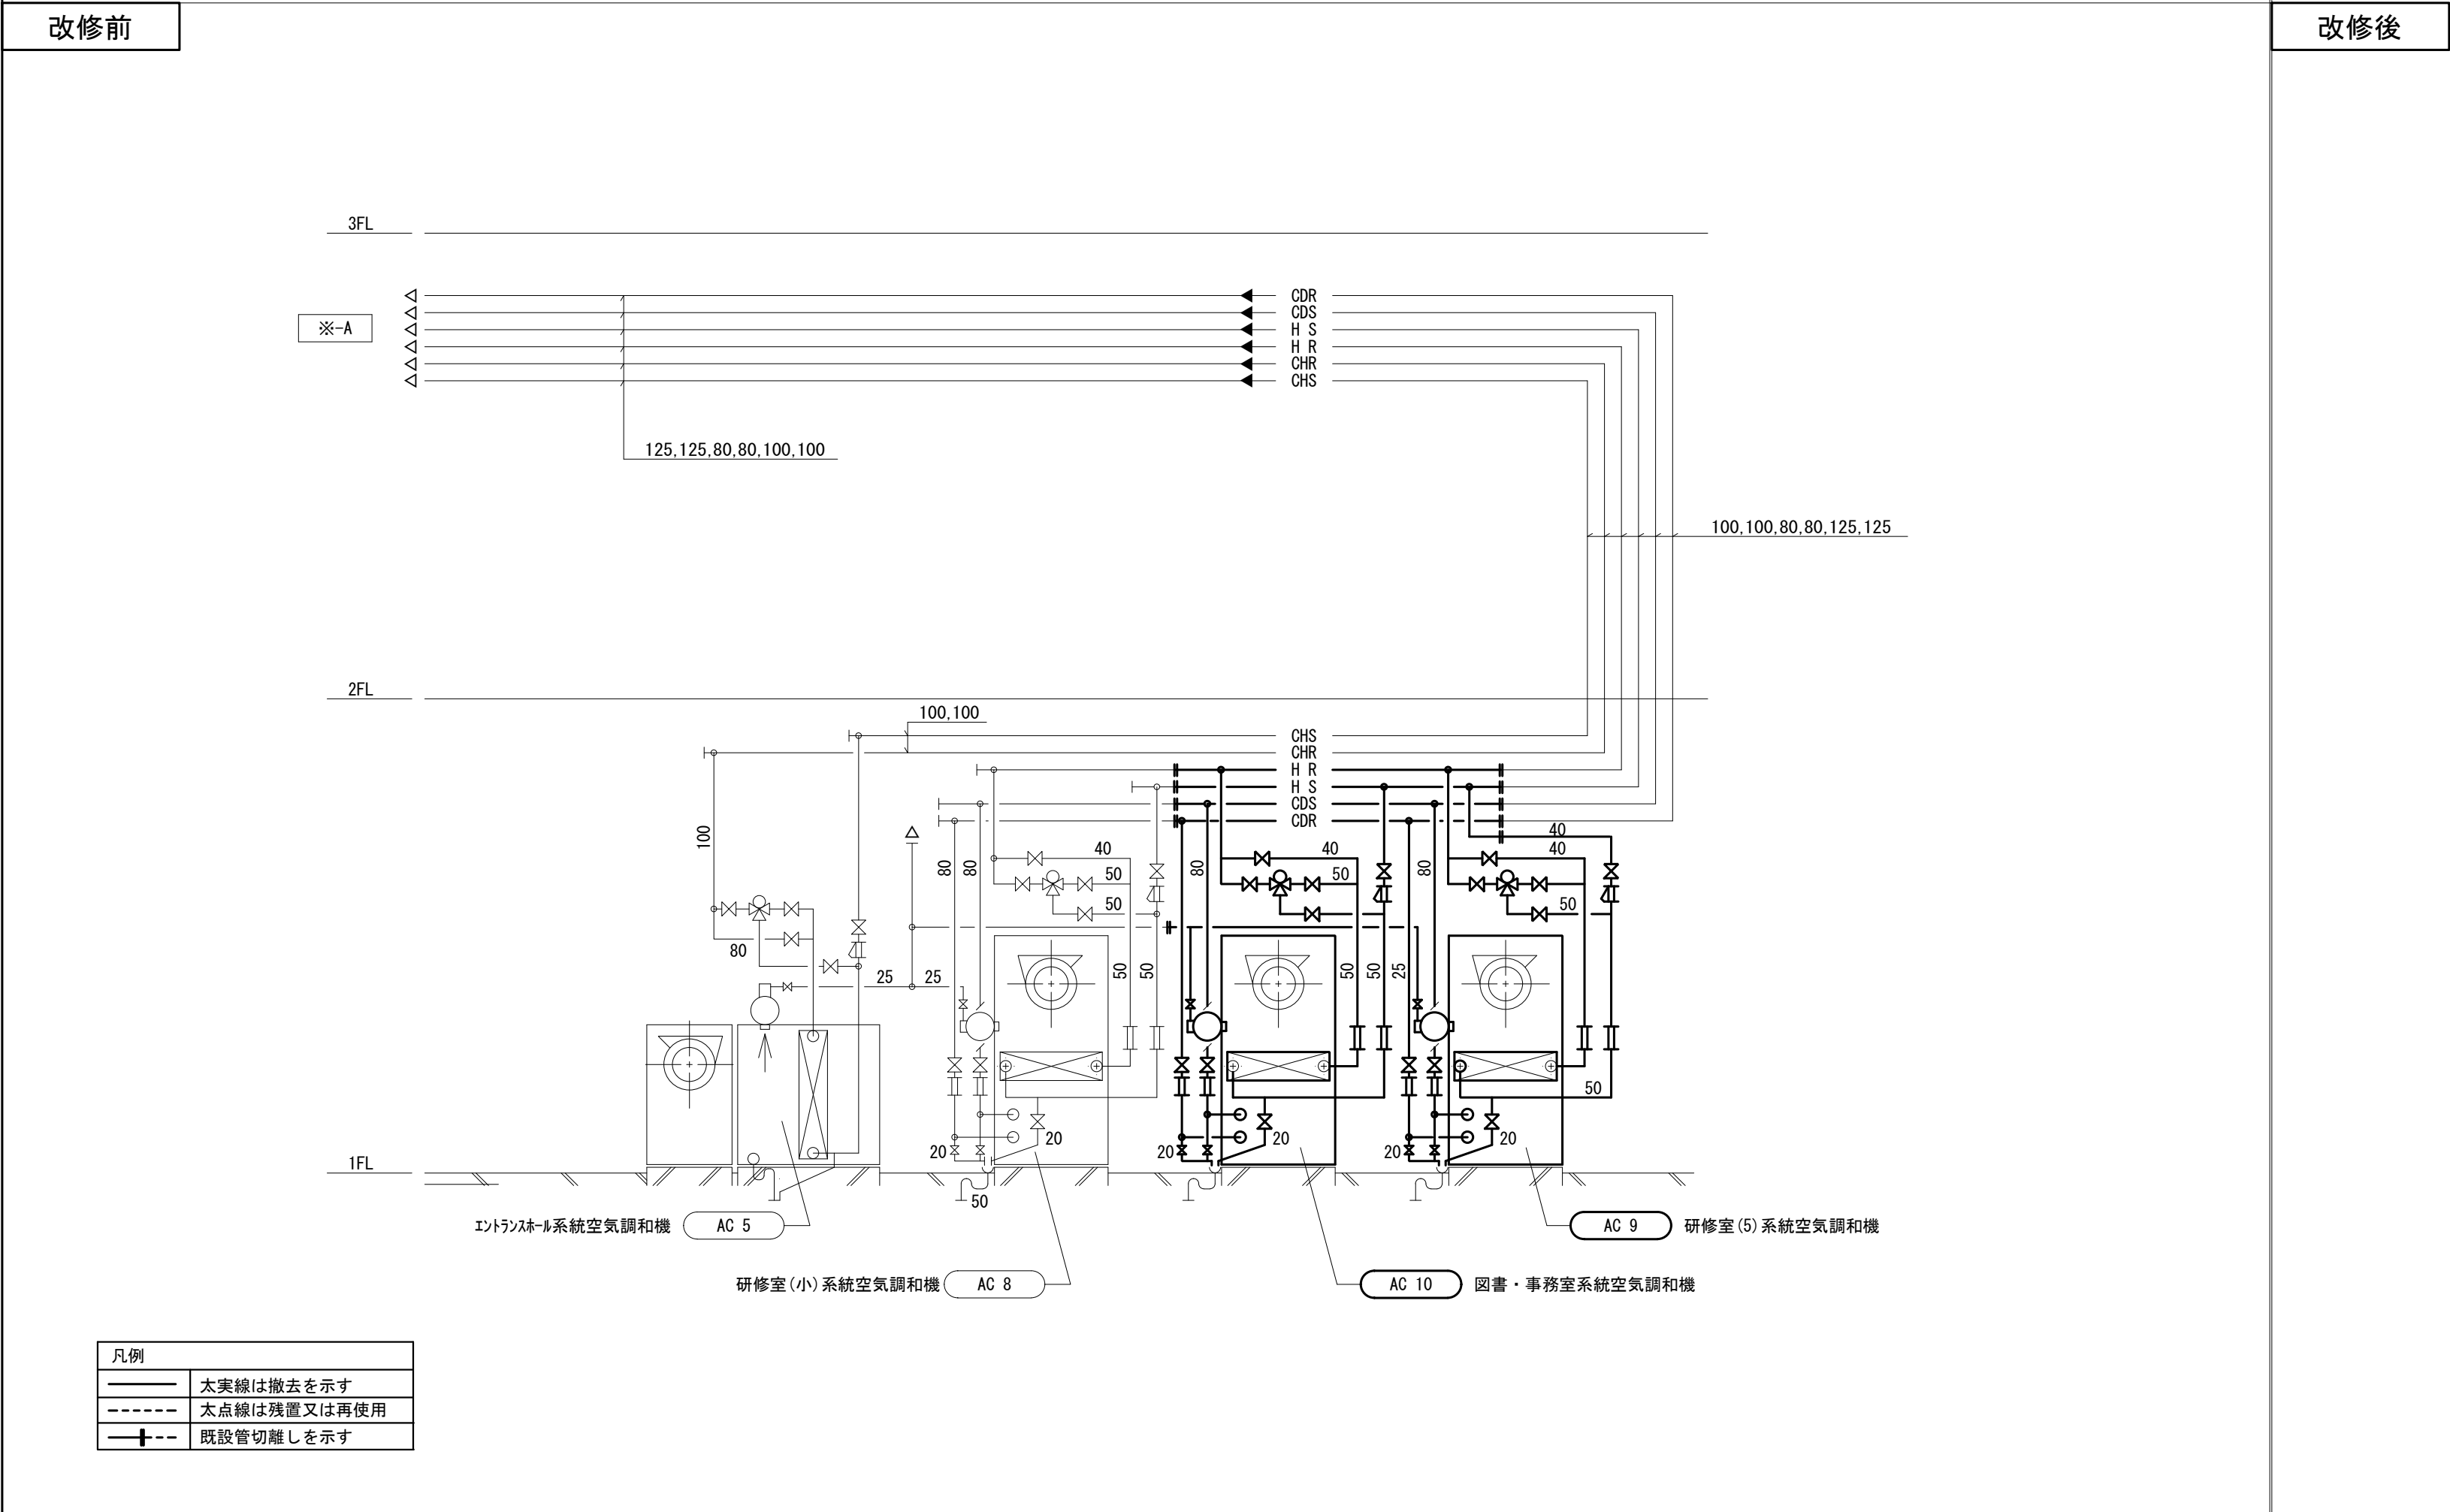 改修前
改修後
3FL
CDR
CDS
※-A
H S
H R
CHR
CHS
125,125,80,80,100,100
100,100,80,80,125,125
2FL
100,100
CHS
CHR
H R
H S
CDS
CDR
100
80
80
40
50
50
80
40
50
80
40
40
50
80
25
25
50
50
50
50
25
50
20
20
20
20
20
20
1FL
50
エントランスホール系統空気調和機
AC 5
AC 9
研修室(5)系統空気調和機
研修室(小)系統空気調和機
AC 8
AC 10
図書・事務室系統空気調和機
凡例
太実線は撤去を示す
太点線は残置又は再使用
既設管切離しを示す